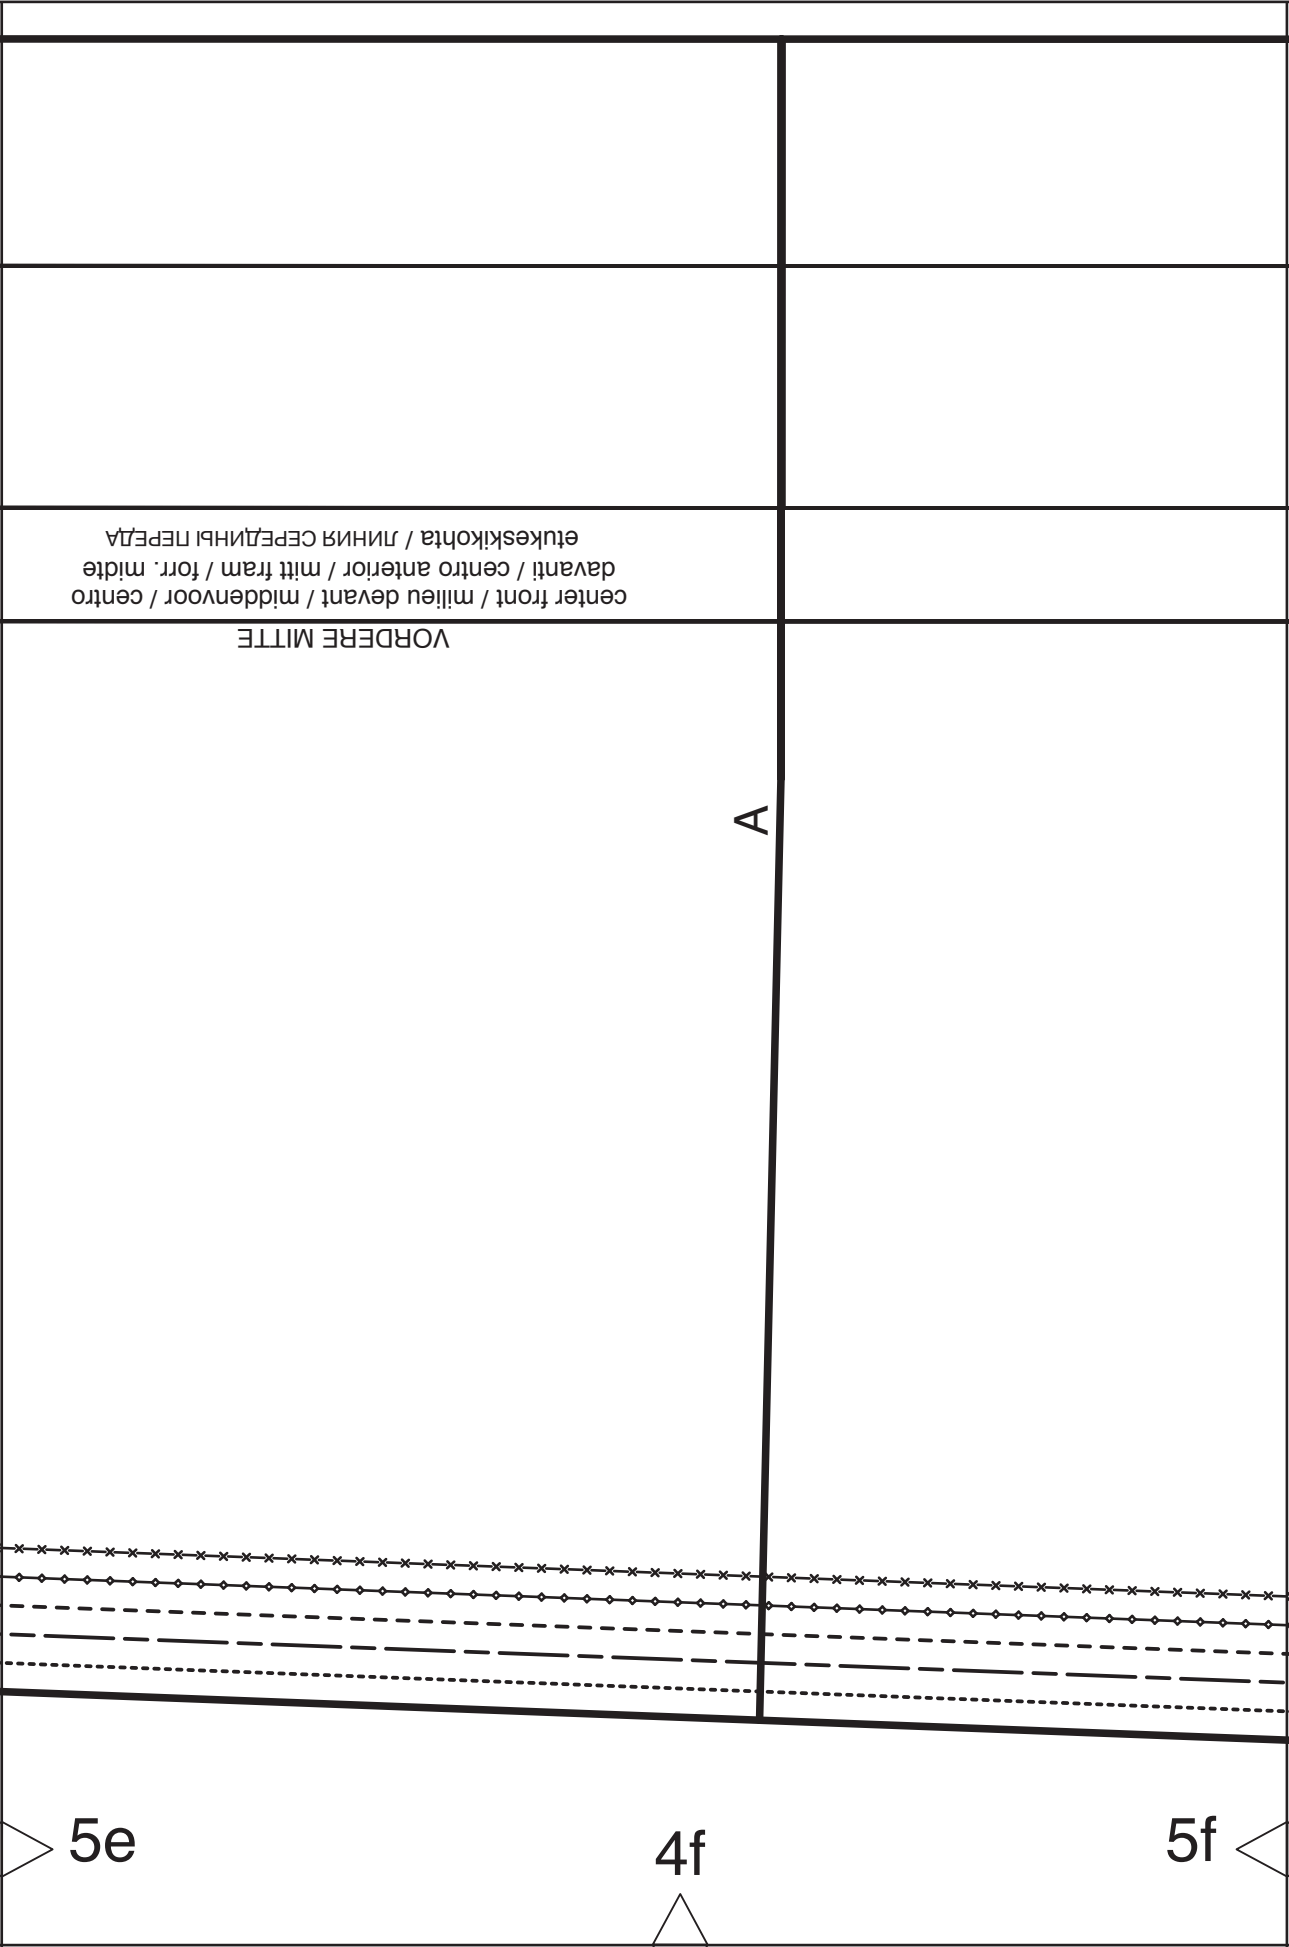 VORDERE MITTE
center front / milieu devant / middenvoor / centro
davanti / centro anterior / mitt fram / forr. midte
etukeskikohta / ЛИНИЯ СЕРЕДИНЫ ПЕРЕДА
A
5e
4f
5f